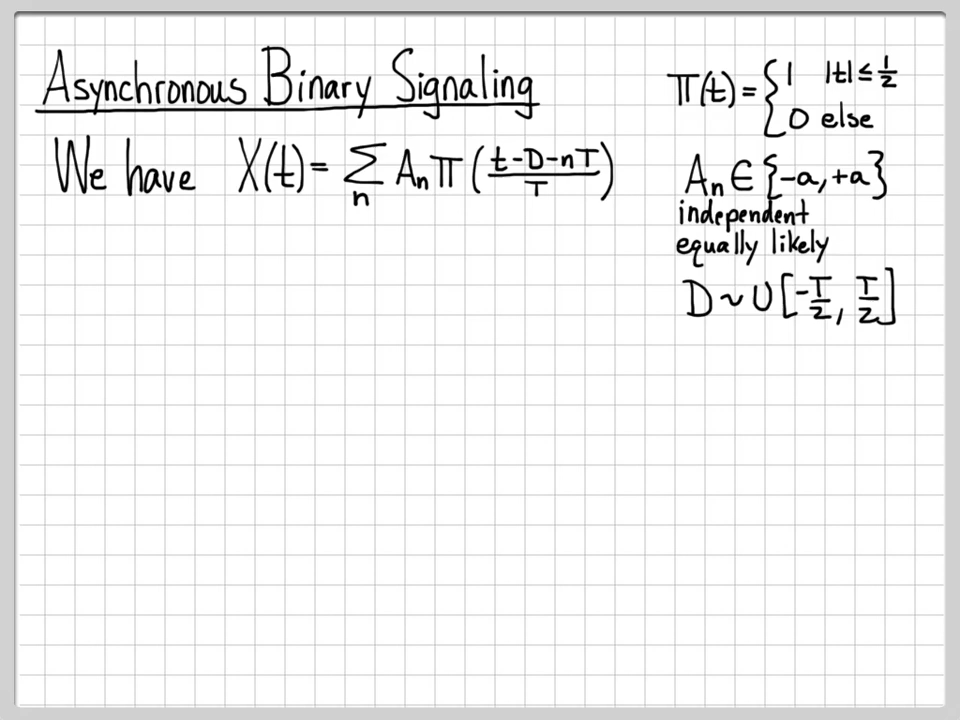 Asynchronous Binary Signaling
We have X(t) = Σ_n A_n Π((t-D-nT)/T)
Π(t) = { 1 |t| ≤ 1/2
0 else
A_n ∈ {-a, +a}
independent
equally likely
D ~ U[-T/2, T/2]